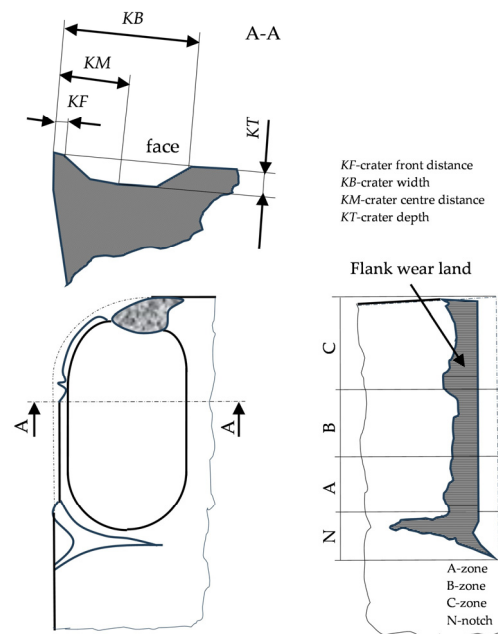 KB
A-A
KM
KF
KT
face
KF-crater front distance
KB-crater width
KM-crater centre distance
KT-crater depth
Flank wear land
C
B
A
N
A
A
A-zone
B-zone
C-zone
N-notch